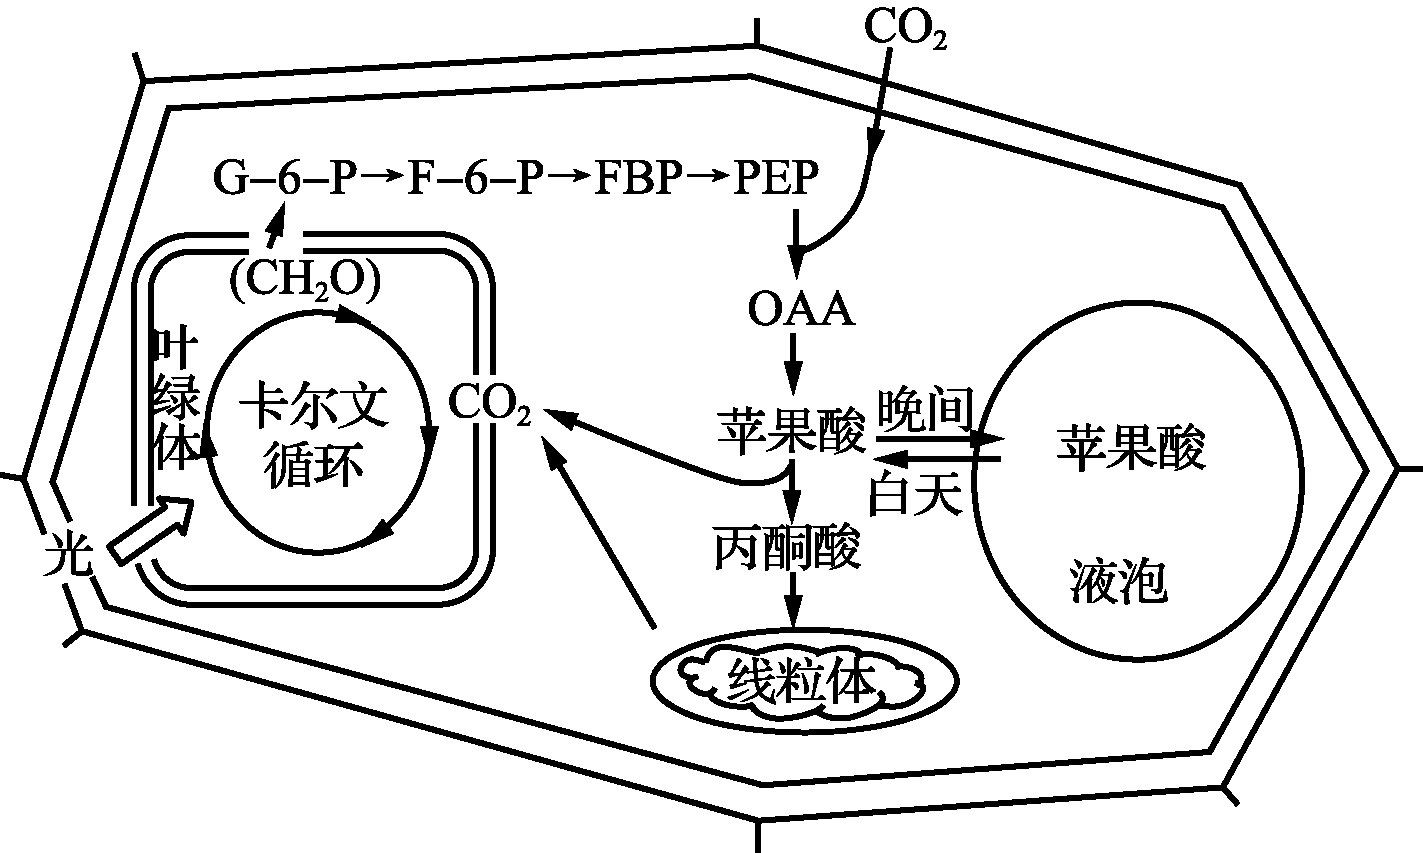 CO₂
G–6–P→F–6–P→FBP→PEP
(CH₂O)
OAA
叶绿体
卡尔文
循环
CO₂
苹果酸
晚间
白天
苹果酸
丙酮酸
光
液泡
线粒体